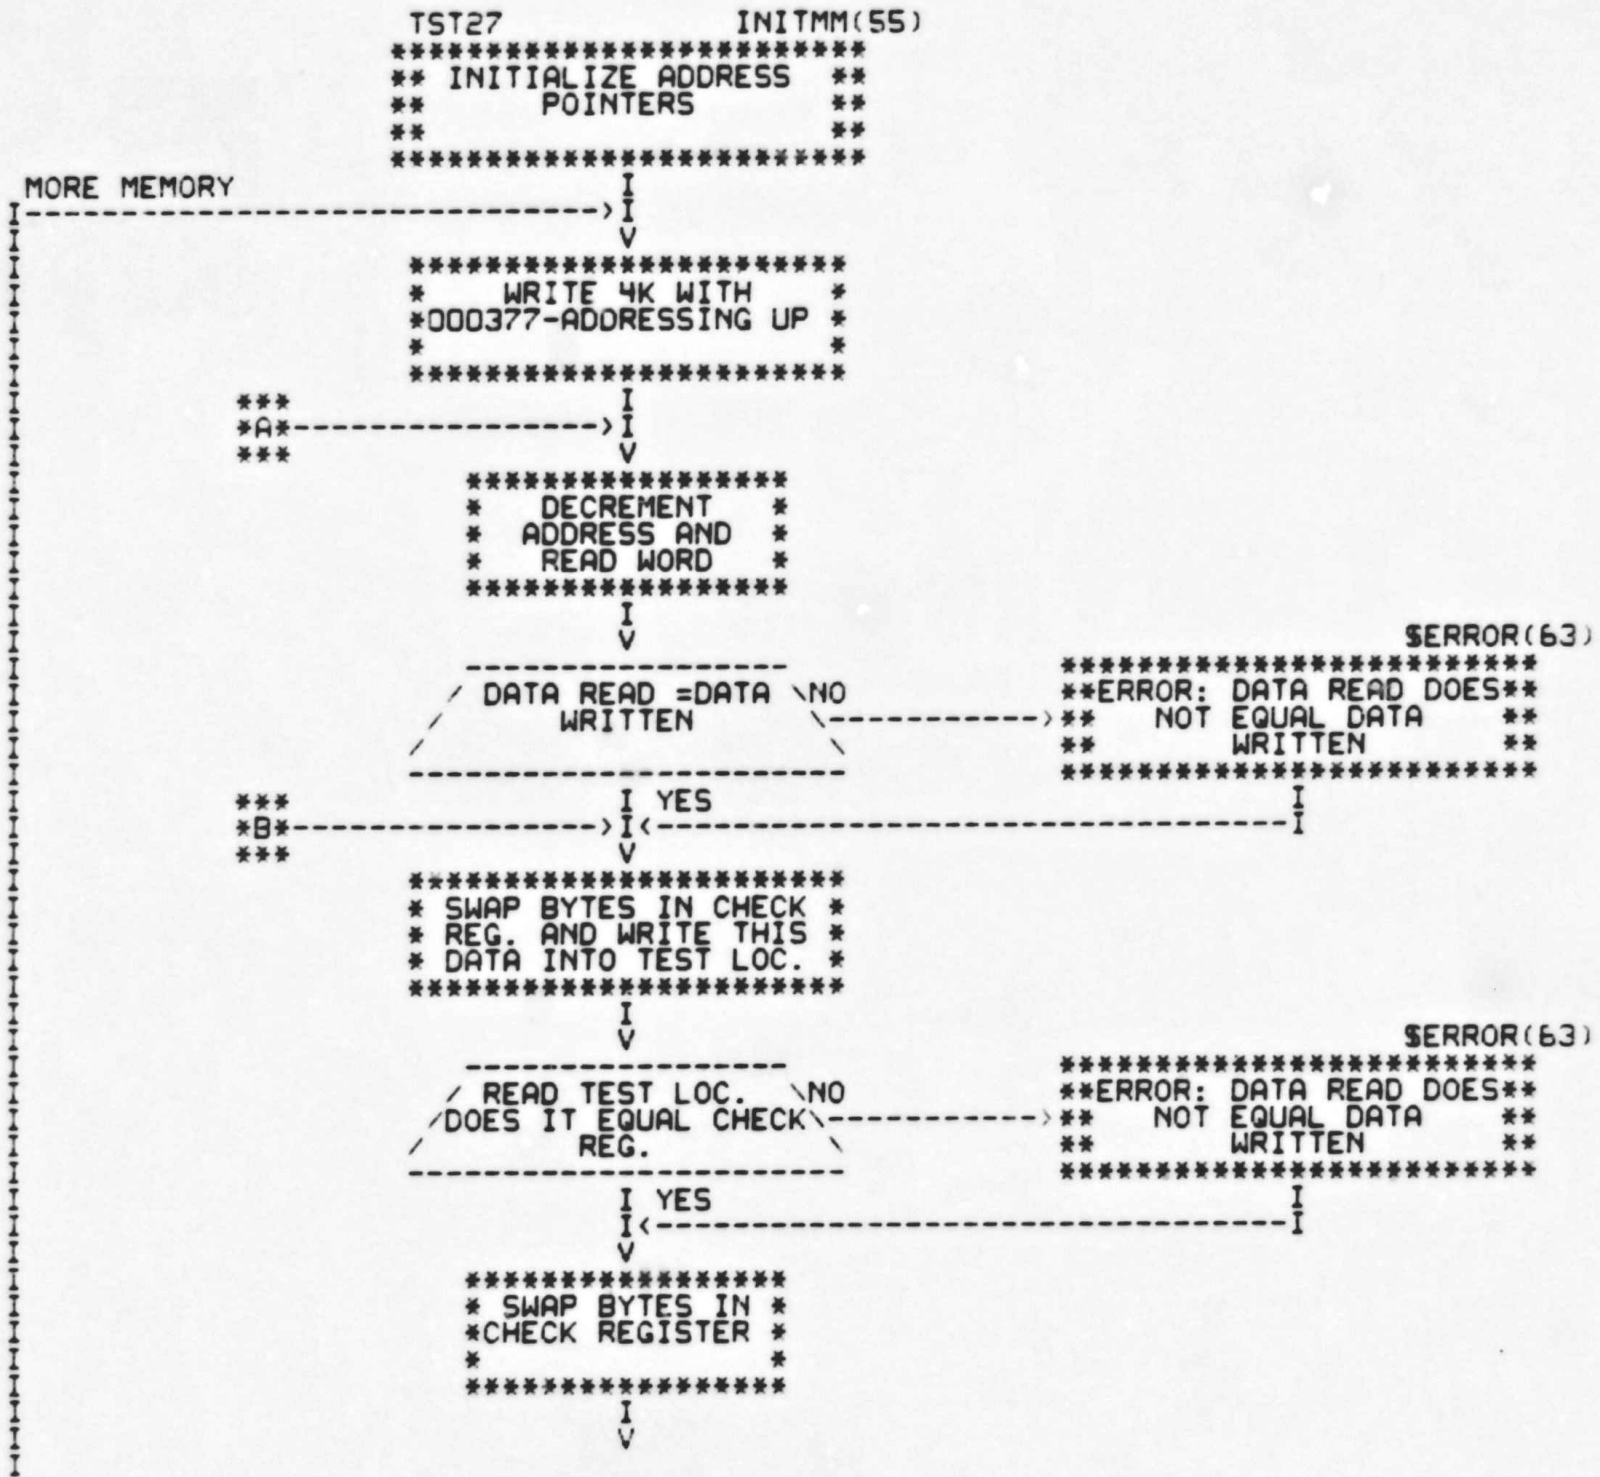 TST27 INITMM(55)
INITIALIZE ADDRESS
POINTERS
MORE MEMORY
WRITE 4K WITH
000377-ADDRESSING UP
A
DECREMENT
ADDRESS AND
READ WORD
$ERROR(63)
DATA READ =DATA NO
WRITTEN
ERROR: DATA READ DOES
NOT EQUAL DATA
WRITTEN
YES
B
SWAP BYTES IN CHECK
REG. AND WRITE THIS
DATA INTO TEST LOC.
$ERROR(63)
READ TEST LOC. NO
DOES IT EQUAL CHECK
REG.
ERROR: DATA READ DOES
NOT EQUAL DATA
WRITTEN
YES
SWAP BYTES IN
CHECK REGISTER